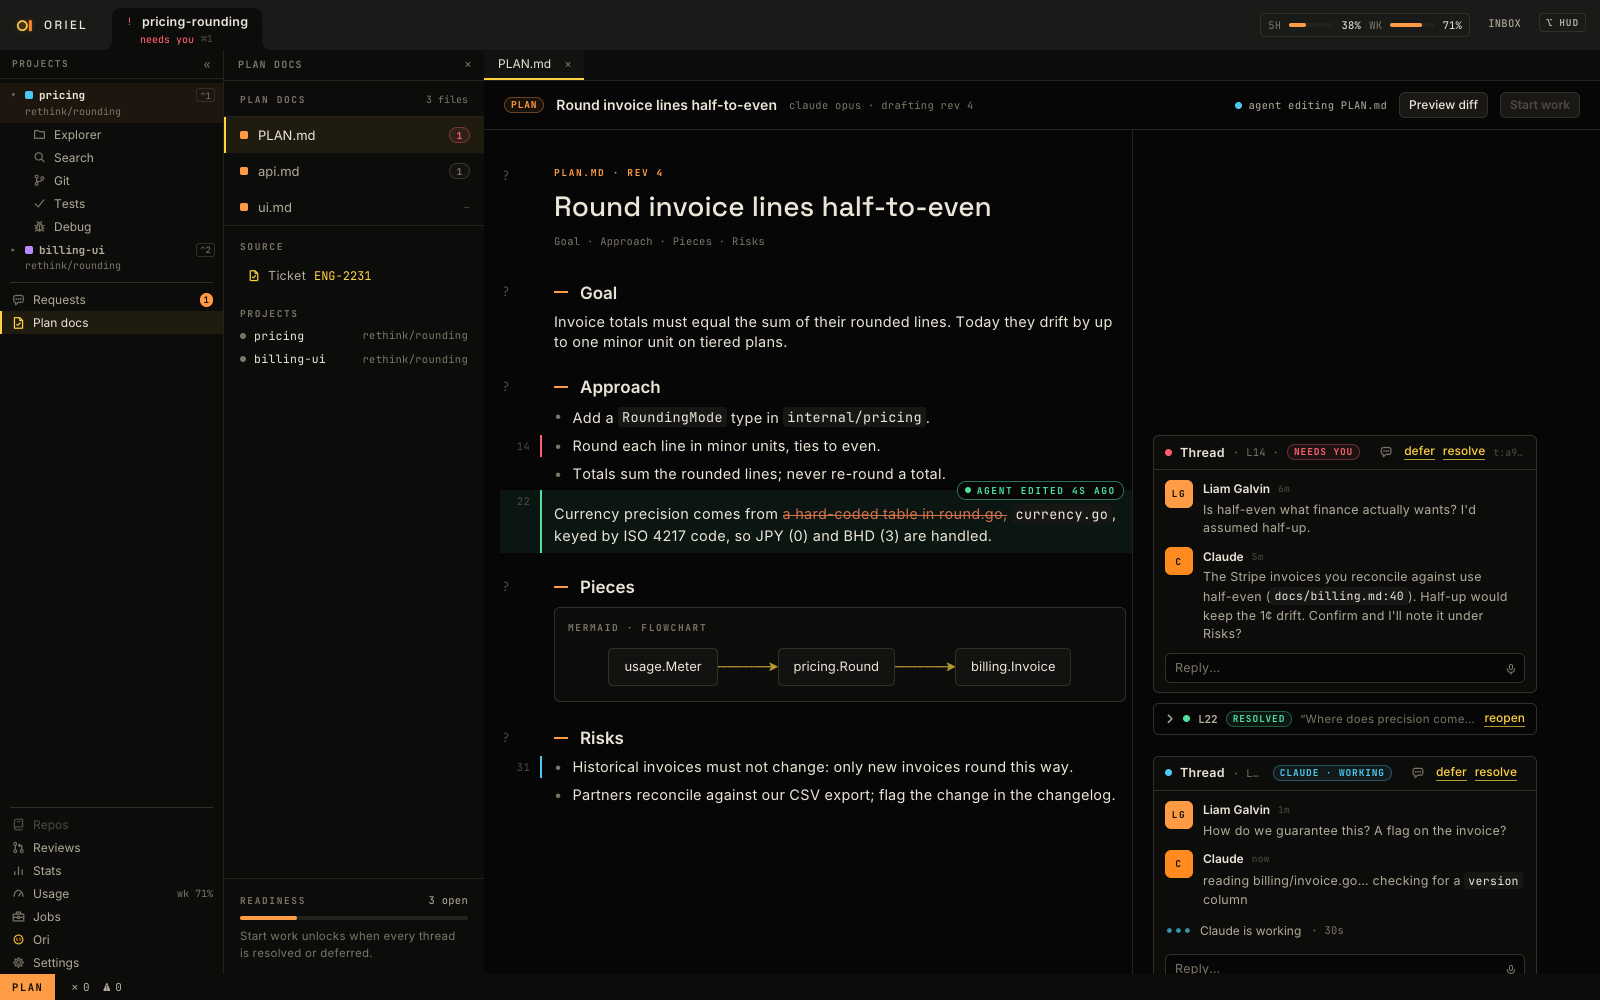 ORIEL
! pricing-rounding
needs you ⌘1
5H 38% WK 71%
INBOX
⌥ HUD
PROJECTS «
pricing ^1
rethink/rounding
Explorer
Search
Git
Tests
Debug
billing-ui ^2
rethink/rounding
Requests 1
Plan docs
Repos
Reviews
Stats
Usage wk 71%
Jobs
Ori
Settings
PLAN DOCS ×
PLAN DOCS 3 files
PLAN.md 1
api.md 1
ui.md –
SOURCE
Ticket ENG-2231
PROJECTS
pricing rethink/rounding
billing-ui rethink/rounding
READINESS 3 open
Start work unlocks when every thread
is resolved or deferred.
PLAN.md ×
PLAN Round invoice lines half-to-even claude opus · drafting rev 4
agent editing PLAN.md Preview diff Start work
? PLAN.MD · REV 4
Round invoice lines half-to-even
Goal · Approach · Pieces · Risks
? Goal
Invoice totals must equal the sum of their rounded lines. Today they drift by up
to one minor unit on tiered plans.
? Approach
• Add a RoundingMode type in internal/pricing.
14 • Round each line in minor units, ties to even.
• Totals sum the rounded lines; never re-round a total.
AGENT EDITED 4S AGO
22 Currency precision comes from a hard-coded table in round.go, currency.go,
keyed by ISO 4217 code, so JPY (0) and BHD (3) are handled.
? Pieces
MERMAID · FLOWCHART
usage.Meter pricing.Round billing.Invoice
? Risks
31 • Historical invoices must not change: only new invoices round this way.
• Partners reconcile against our CSV export; flag the change in the changelog.
Thread · L14 · NEEDS YOU defer resolve t:a9…
LG Liam Galvin 6m
Is half-even what finance actually wants? I'd
assumed half-up.
C Claude 5m
The Stripe invoices you reconcile against use
half-even (docs/billing.md:40). Half-up would
keep the 1¢ drift. Confirm and I'll note it under
Risks?
Reply…
L22 RESOLVED “Where does precision come… reopen
Thread · L… CLAUDE · WORKING defer resolve
LG Liam Galvin 1m
How do we guarantee this? A flag on the invoice?
C Claude now
reading billing/invoice.go… checking for a version
column
Claude is working · 30s
Reply…
PLAN × 0 0